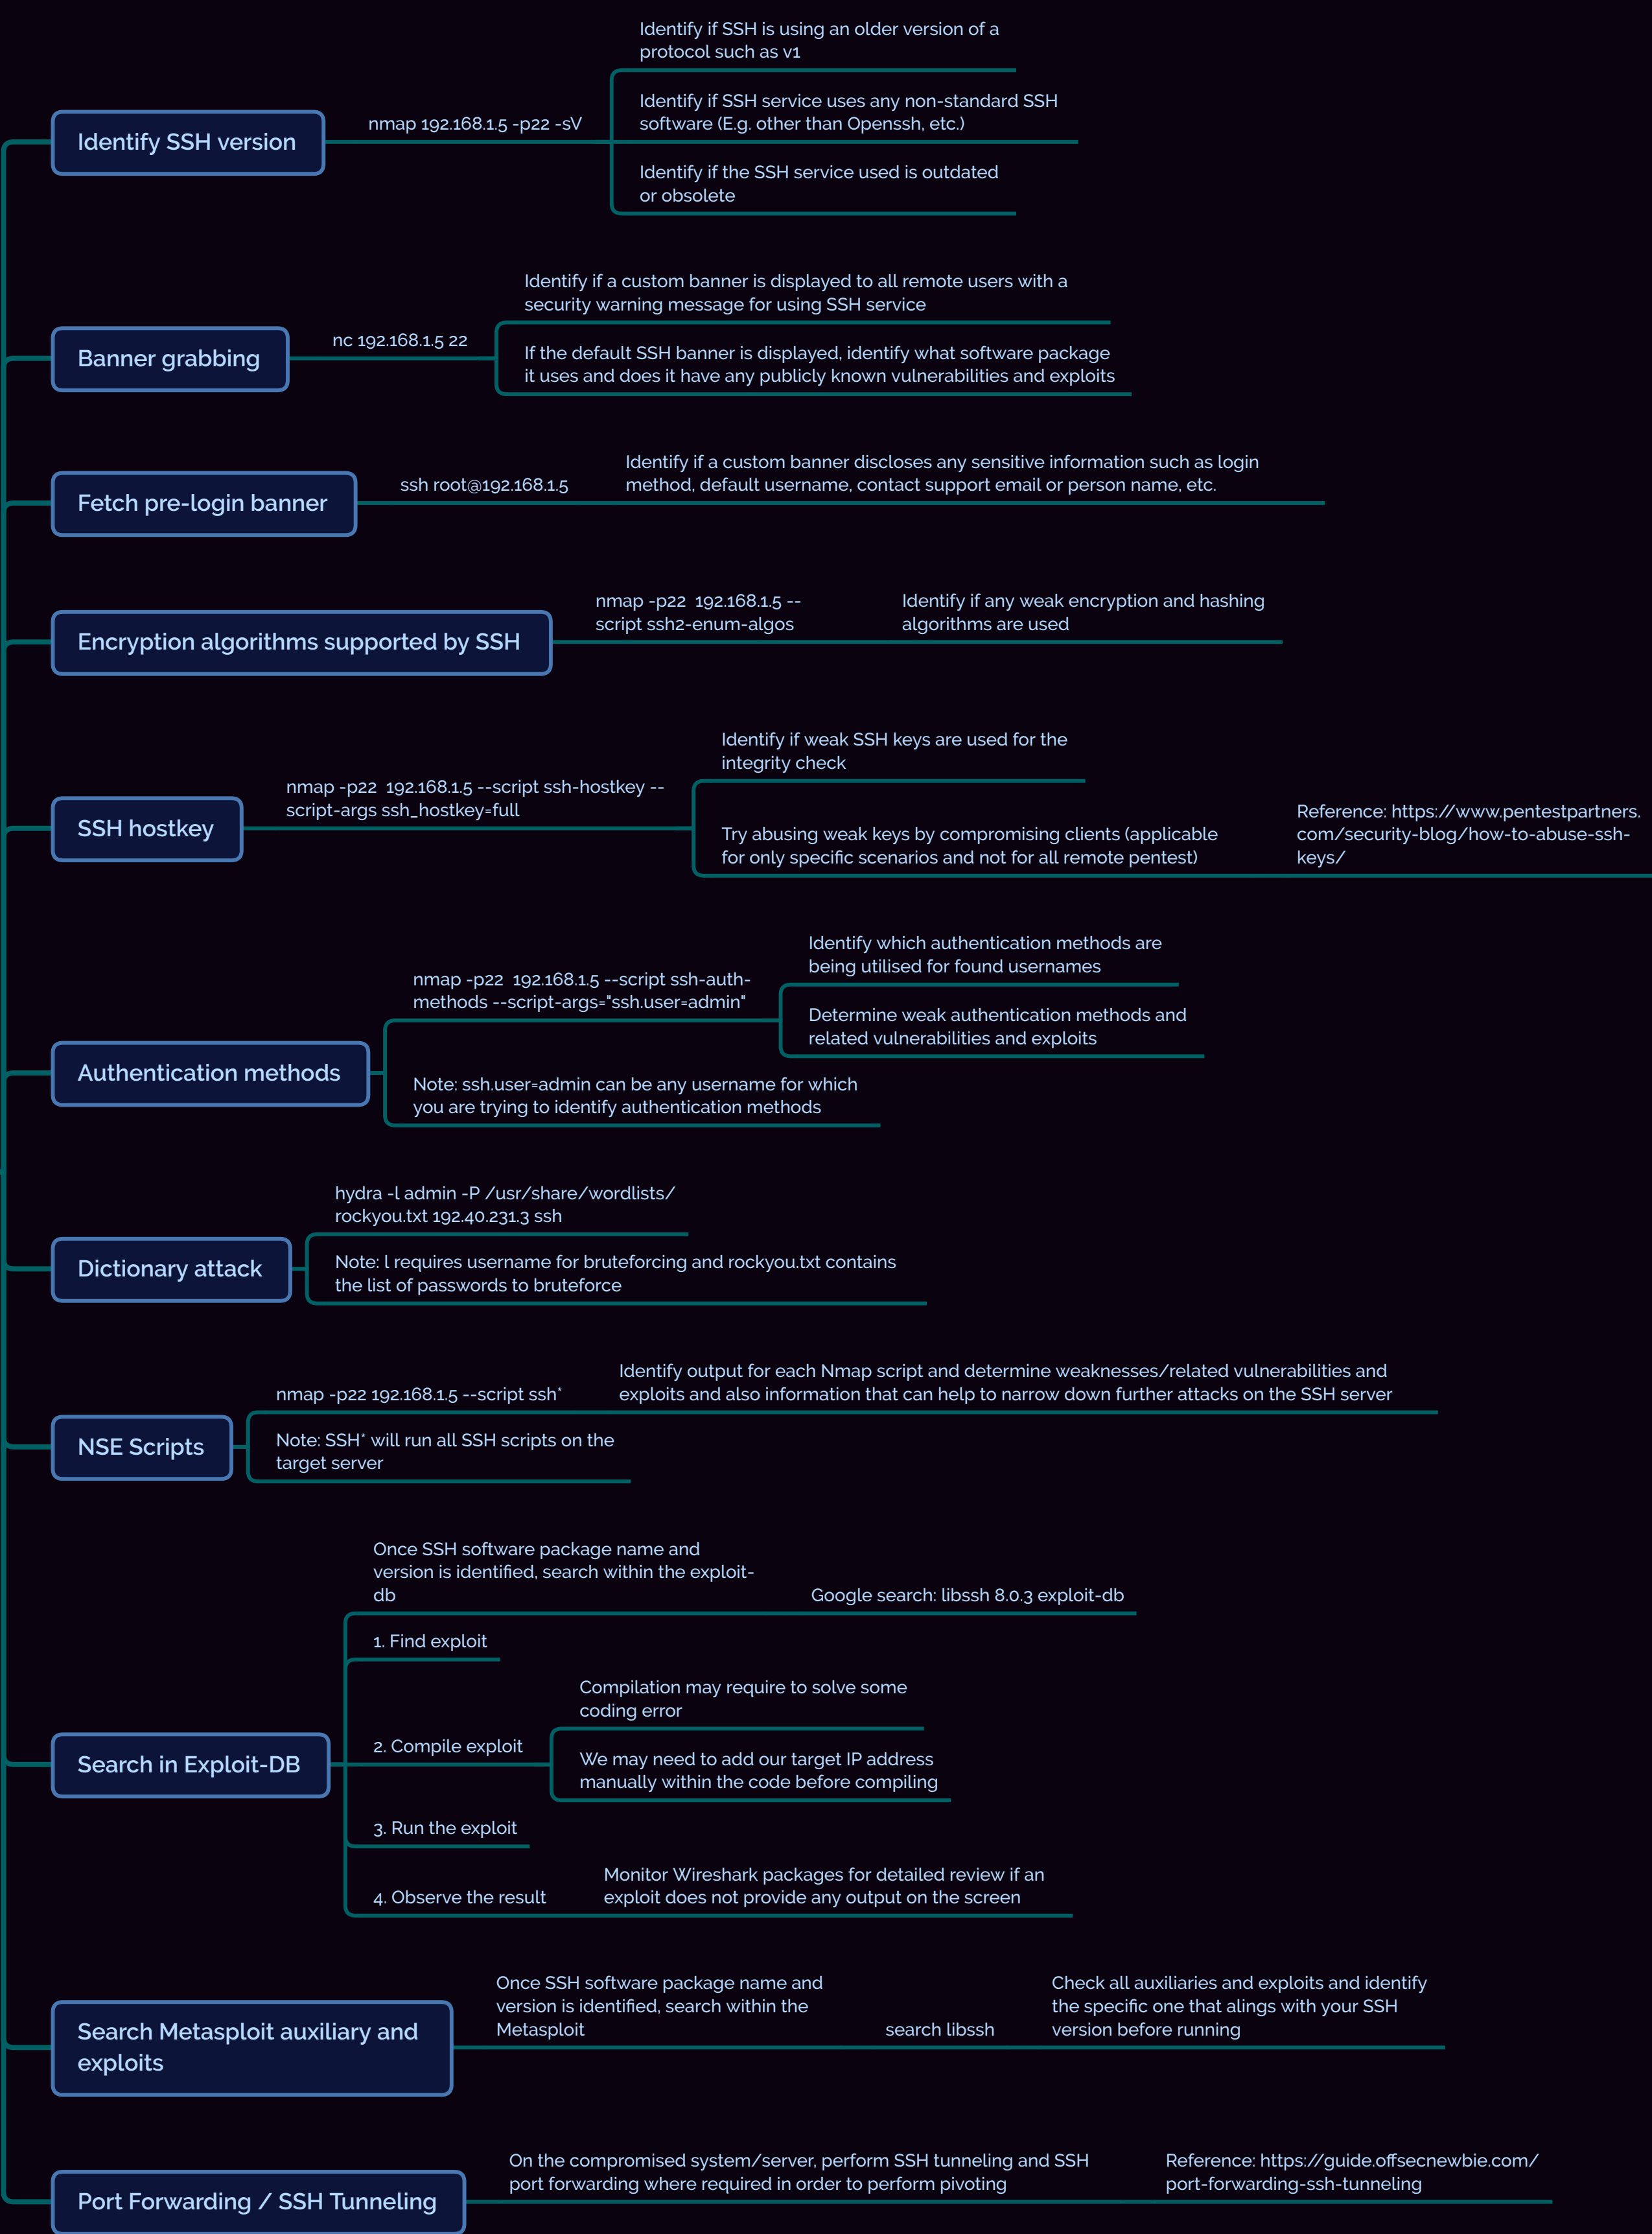 Identify SSH version
nmap 192.168.1.5 -p22 -sV
Identify if SSH is using an older version of a
protocol such as v1
Identify if SSH service uses any non-standard SSH
software (E.g. other than Openssh, etc.)
Identify if the SSH service used is outdated
or obsolete
Banner grabbing
nc 192.168.1.5 22
Identify if a custom banner is displayed to all remote users with a
security warning message for using SSH service
If the default SSH banner is displayed, identify what software package
it uses and does it have any publicly known vulnerabilities and exploits
Fetch pre-login banner
ssh root@192.168.1.5
Identify if a custom banner discloses any sensitive information such as login
method, default username, contact support email or person name, etc.
Encryption algorithms supported by SSH
nmap -p22  192.168.1.5 --
script ssh2-enum-algos
Identify if any weak encryption and hashing
algorithms are used
SSH hostkey
nmap -p22  192.168.1.5 --script ssh-hostkey --
script-args ssh_hostkey=full
Identify if weak SSH keys are used for the
integrity check
Try abusing weak keys by compromising clients (applicable
for only specific scenarios and not for all remote pentest)
Reference: https://www.pentestpartners.
com/security-blog/how-to-abuse-ssh-
keys/
Authentication methods
nmap -p22  192.168.1.5 --script ssh-auth-
methods --script-args="ssh.user=admin"
Identify which authentication methods are
being utilised for found usernames
Determine weak authentication methods and
related vulnerabilities and exploits
Note: ssh.user=admin can be any username for which
you are trying to identify authentication methods
Dictionary attack
hydra -l admin -P /usr/share/wordlists/
rockyou.txt 192.40.231.3 ssh
Note: l requires username for bruteforcing and rockyou.txt contains
the list of passwords to bruteforce
NSE Scripts
nmap -p22 192.168.1.5 --script ssh*
Identify output for each Nmap script and determine weaknesses/related vulnerabilities and
exploits and also information that can help to narrow down further attacks on the SSH server
Note: SSH* will run all SSH scripts on the
target server
Search in Exploit-DB
Once SSH software package name and
version is identified, search within the exploit-
db
Google search: libssh 8.0.3 exploit-db
1. Find exploit
2. Compile exploit
Compilation may require to solve some
coding error
We may need to add our target IP address
manually within the code before compiling
3. Run the exploit
4. Observe the result
Monitor Wireshark packages for detailed review if an
exploit does not provide any output on the screen
Search Metasploit auxiliary and
exploits
Once SSH software package name and
version is identified, search within the
Metasploit
search libssh
Check all auxiliaries and exploits and identify
the specific one that alings with your SSH
version before running
Port Forwarding / SSH Tunneling
On the compromised system/server, perform SSH tunneling and SSH
port forwarding where required in order to perform pivoting
Reference: https://guide.offsecnewbie.com/
port-forwarding-ssh-tunneling